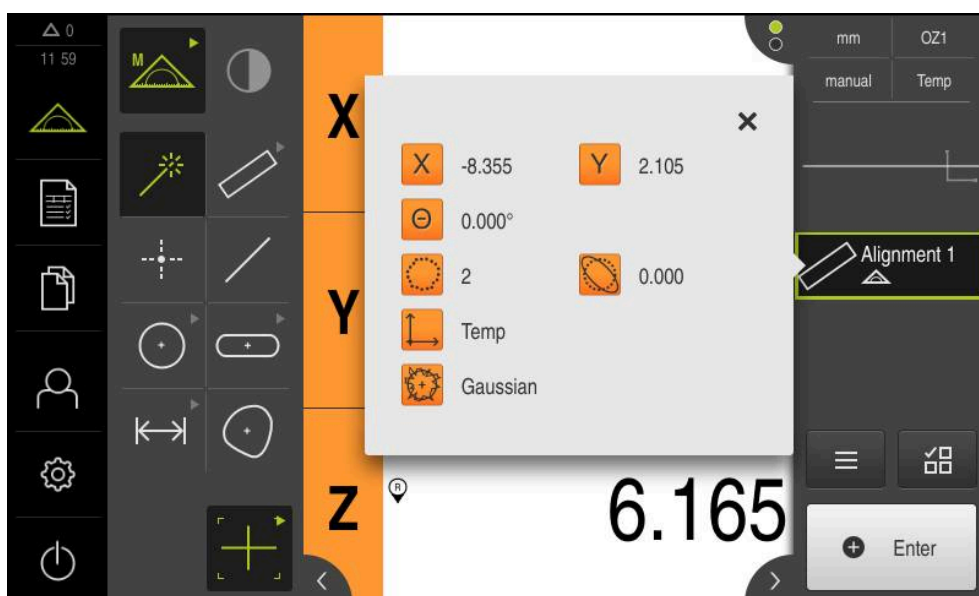 0
11 59
M
X
Y
Z
R
6.165
X -8.355 Y 2.105
Θ 0.000°
2 0.000
Temp
Gaussian
mm OZ1
manual Temp
Alignment 1
Enter